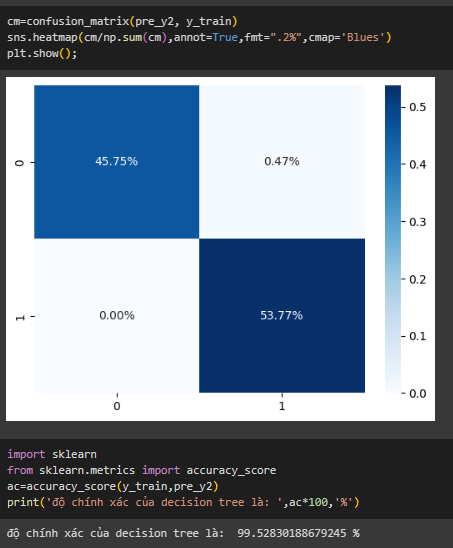 cm=confusion_matrix(pre_y2, y_train)
sns.heatmap(cm/np.sum(cm),annot=True,fmt=".2%",cmap='Blues')
plt.show();
0.5
45.75%
0.47%
0
0.4
0.3
0.2
0.00%
53.77%
1
0.1
0.0
0
1
import sklearn
from sklearn.metrics import accuracy_score
ac=accuracy_score(y_train,pre_y2)
print('độ chính xác của decision tree là: ',ac*100,'%')
độ chính xác của decision tree là:  99.52830188679245 %